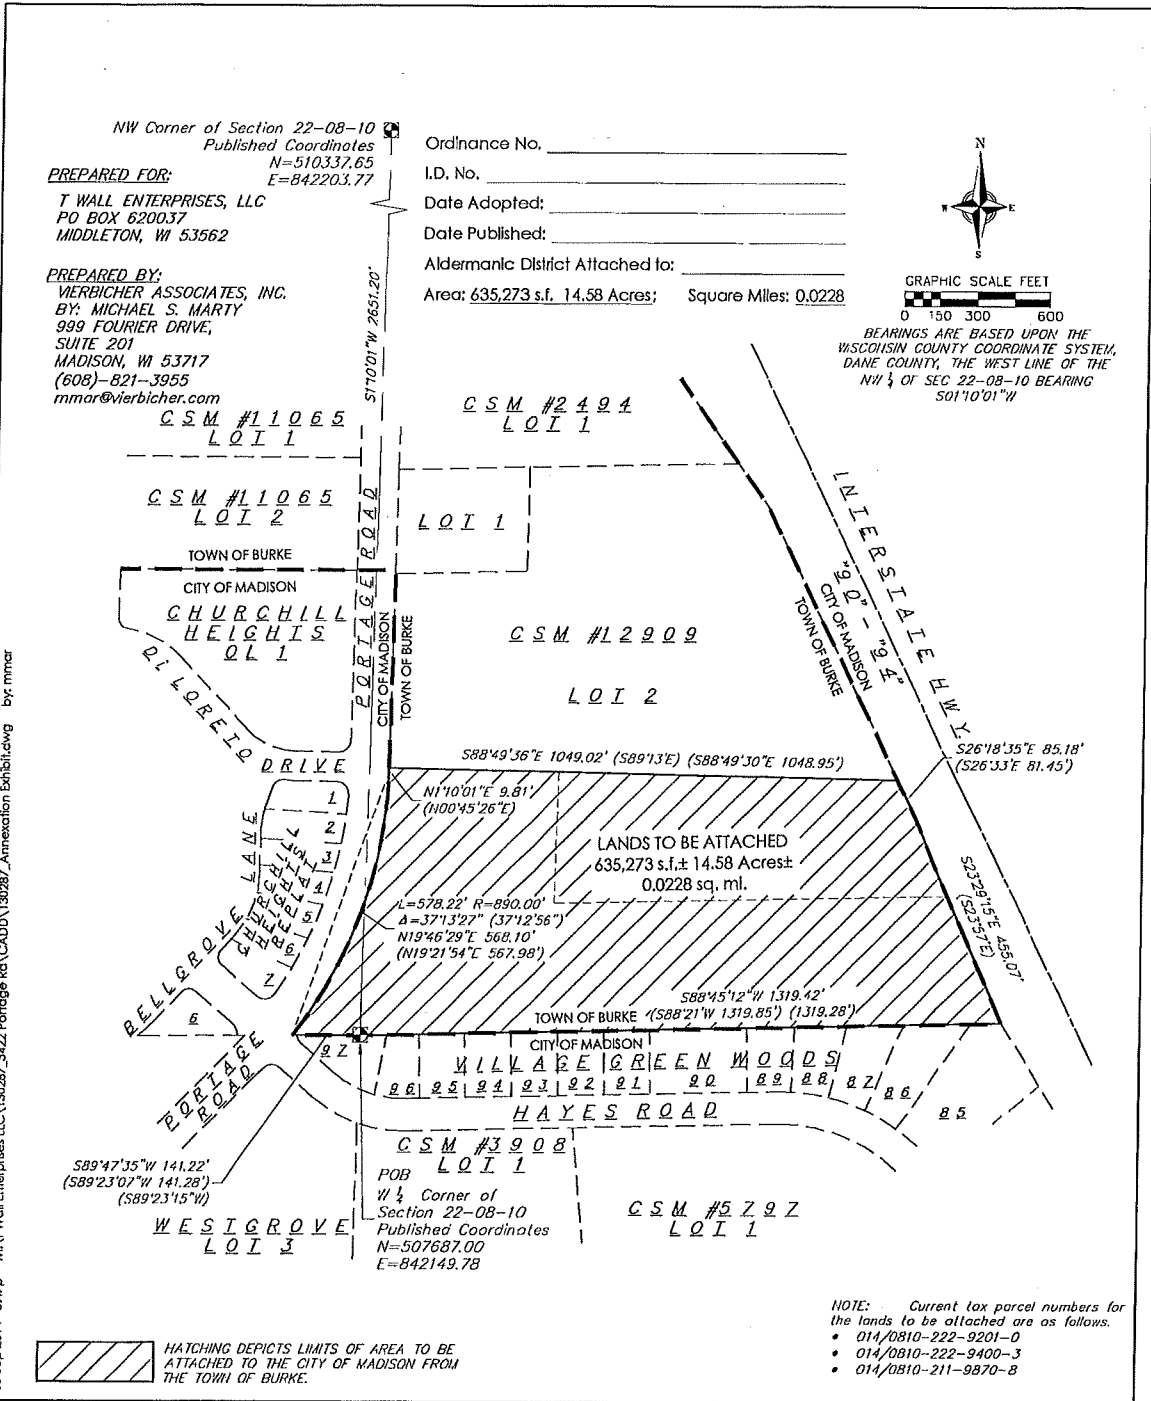 NW Corner of Section 22-08-10
Published Coordinates
N=510337.65
E=842203.77
PREPARED FOR:
T WALL ENTERPRISES, LLC
PO BOX 620037
MIDDLETON, WI 53562
PREPARED BY:
VIERBICHER ASSOCIATES, INC.
BY: MICHAEL S. MARTY
999 FOURIER DRIVE,
SUITE 201
MADISON, WI 53717
(608)-821-3955
mmar@vierbicher.com
Ordinance No.
I.D. No.
Date Adopted:
Date Published:
Aldermanic District Attached to:
Area: 635,273 s.f. 14.58 Acres; Square Miles: 0.0228
N
W E
S
GRAPHIC SCALE FEET
0 150 300 600
BEARINGS ARE BASED UPON THE
WISCONSIN COUNTY COORDINATE SYSTEM,
DANE COUNTY, THE WEST LINE OF THE
NW ¼ OF SEC 22-08-10 BEARING
S01°10'01"W
S1°10'01"W 2651.20'
CSM #11065
LOT 1
CSM #2494
LOT 1
CSM #11065
LOT 2
LOT 1
PORTAGE ROAD
TOWN OF BURKE
CITY OF MADISON
CHURCHILL
HEIGHTS
OL 1
CITY OF MADISON
TOWN OF BURKE
CSM #12909
LOT 2
INTERSTATE HWY
"90" - "94"
CITY OF MADISON
TOWN OF BURKE
Di LORETO
DRIVE
S88°49'36"E 1049.02' (S89°13'E) (S88°49'30"E 1048.95')
S26°18'35"E 85.18'
(S26°33'E 81.45')
N1°10'01"E 9.81'
(N00°45'26"E)
LANDS TO BE ATTACHED
635,273 s.f.± 14.58 Acres±
0.0228 sq. mi.
1
2
3
4
5
6
7
CHURCHILL
HEIGHTS
REPLAT
BELLGROVE LANE
L=578.22' R=890.00'
Δ=37°13'27" (37°12'56")
N19°46'29"E 568.10'
(N19°21'54"E 567.98')
S23°29'15"E 455.07'
(S23°57'E)
S88°45'12"W 1319.42'
TOWN OF BURKE (S88°21'W 1319.85') (1319.28')
CITY OF MADISON
6
PORTAGE
ROAD
97
VILLAGE GREEN WOODS
96 95 94 93 92 91 90 89 88 87 86 85
HAYES ROAD
S89°47'35"W 141.22'
(S89°23'07"W 141.28')
(S89°23'15"W)
CSM #3908
LOT 1
POB
W ¼ Corner of
Section 22-08-10
Published Coordinates
N=507687.00
E=842149.78
WESTGROVE
LOT 3
CSM #5797
LOT 1
NOTE: Current tax parcel numbers for
the lands to be attached are as follows.
• 014/0810-222-9201-0
• 014/0810-222-9400-3
• 014/0810-211-9870-8
HATCHING DEPICTS LIMITS OF AREA TO BE
ATTACHED TO THE CITY OF MADISON FROM
THE TOWN OF BURKE.
Annexation Exhibit.dwg by: mmar